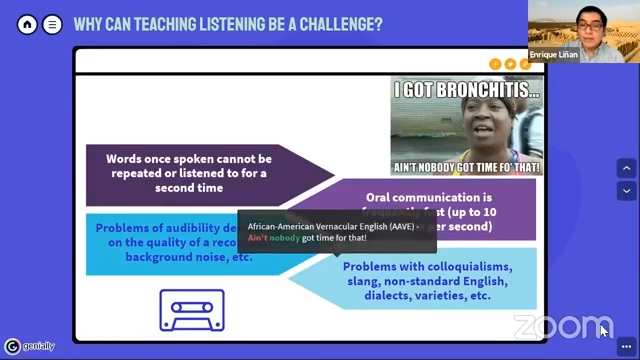 WHY CAN TEACHING LISTENING BE A CHALLENGE?
Enrique Liñan
I GOT BRONCHITIS...
AIN'T NOBODY GOT TIME FO' THAT!
Words once spoken cannot be
repeated or listened to for a
second time
Oral communication is
(up to 10
per second)
Problems of audibility
on the quality of a
background noise, etc.
African-American Vernacular English (AAVE) -
Ain't nobody got time for that!
Problems with colloquialisms,
slang, non-standard English,
dialects, varieties, etc.
zoom
genially